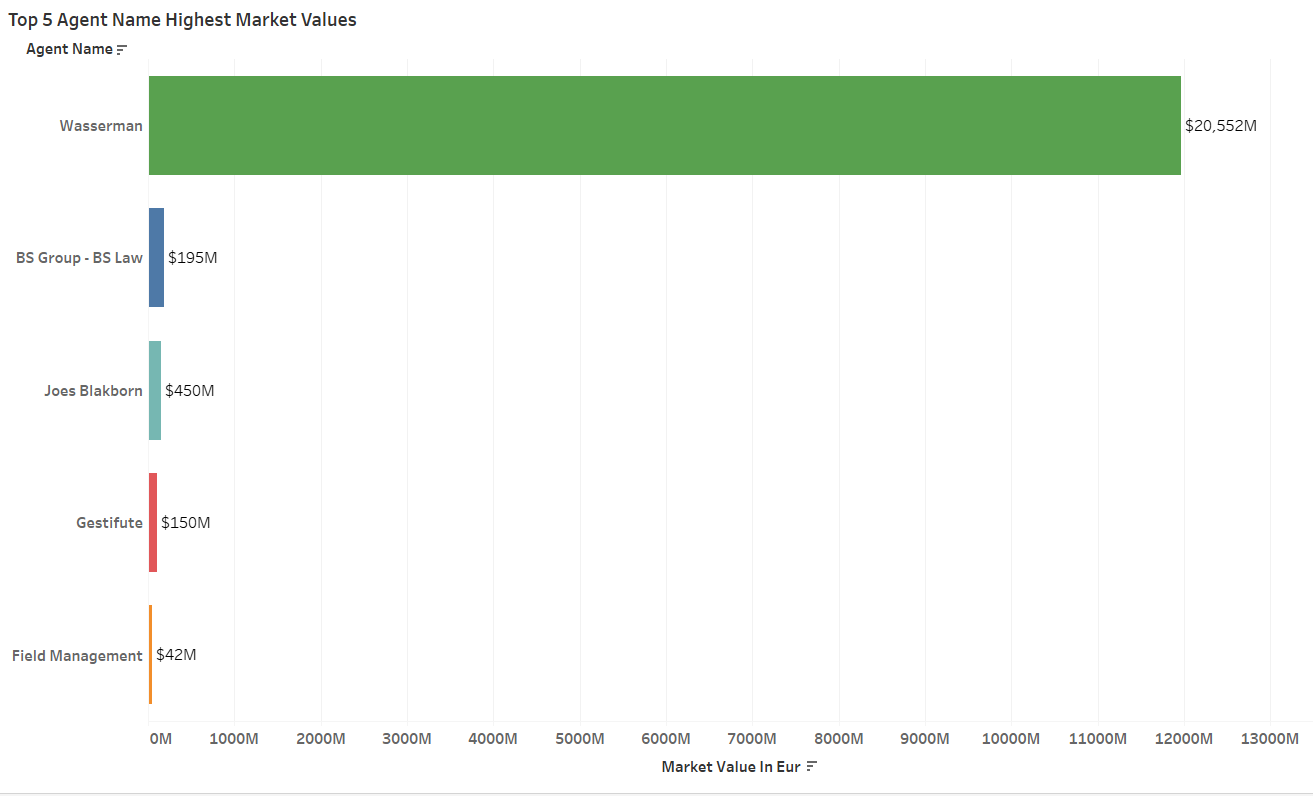 Top 5 Agent Name Highest Market Values
Agent Name
Wasserman $20,552M
BS Group - BS Law $195M
Joes Blakborn $450M
Gestifute $150M
Field Management $42M
0M 1000M 2000M 3000M 4000M 5000M 6000M 7000M 8000M 9000M 10000M 11000M 12000M 13000M
Market Value In Eur